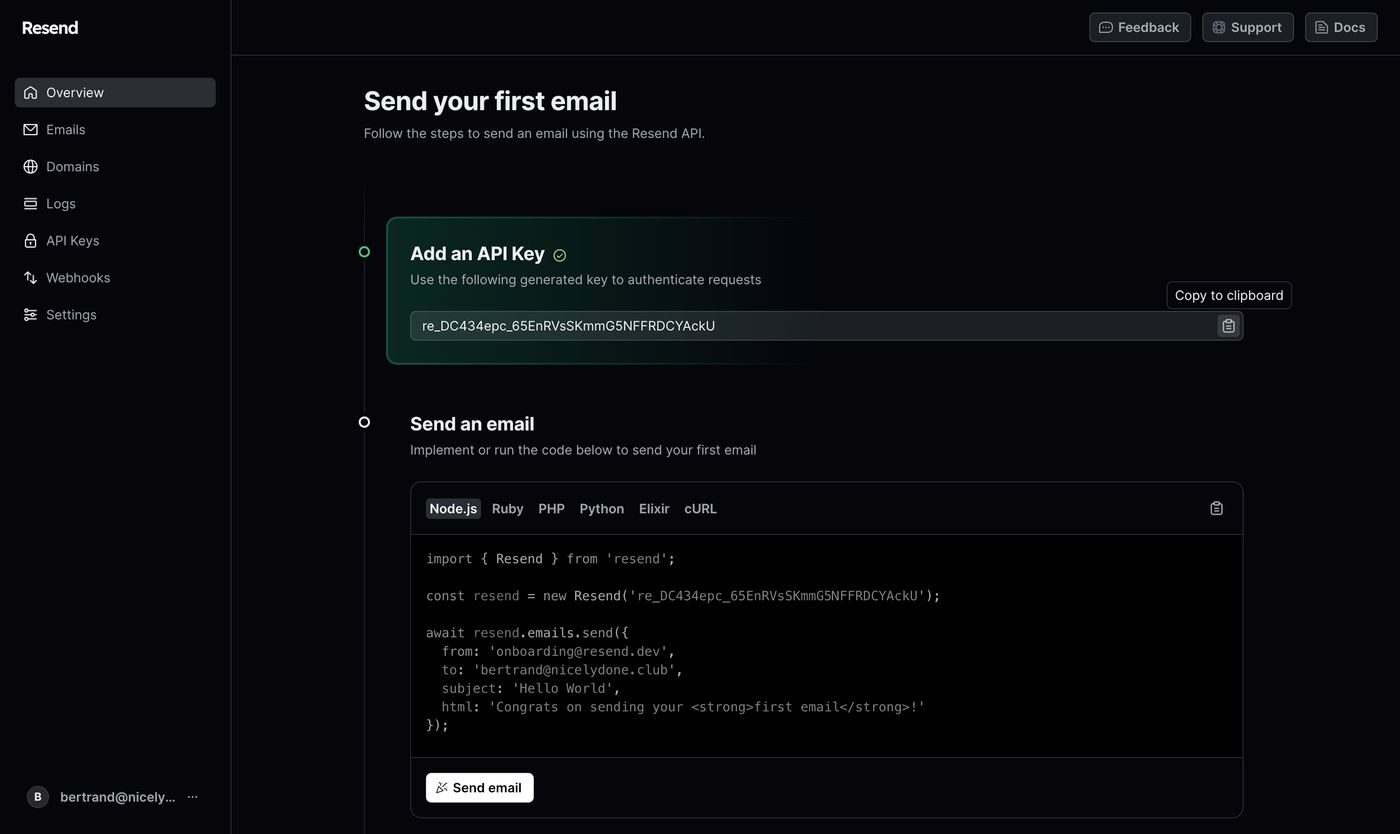 Resend
Feedback
Support
Docs
Overview
Emails
Domains
Logs
API Keys
Webhooks
Settings
Send your first email
Follow the steps to send an email using the Resend API.
Add an API Key
Use the following generated key to authenticate requests
Copy to clipboard
re_DC434epc_65EnRVsSKmmG5NFFRDCYAckU
Send an email
Implement or run the code below to send your first email
Node.js Ruby PHP Python Elixir cURL
import { Resend } from 'resend';
const resend = new Resend('re_DC434epc_65EnRVsSKmmG5NFFRDCYAckU');
await resend.emails.send({
  from: 'onboarding@resend.dev',
  to: 'bertrand@nicelydone.club',
  subject: 'Hello World',
  html: 'Congrats on sending your <strong>first email</strong>!'
});
Send email
B bertrand@nicely... ...